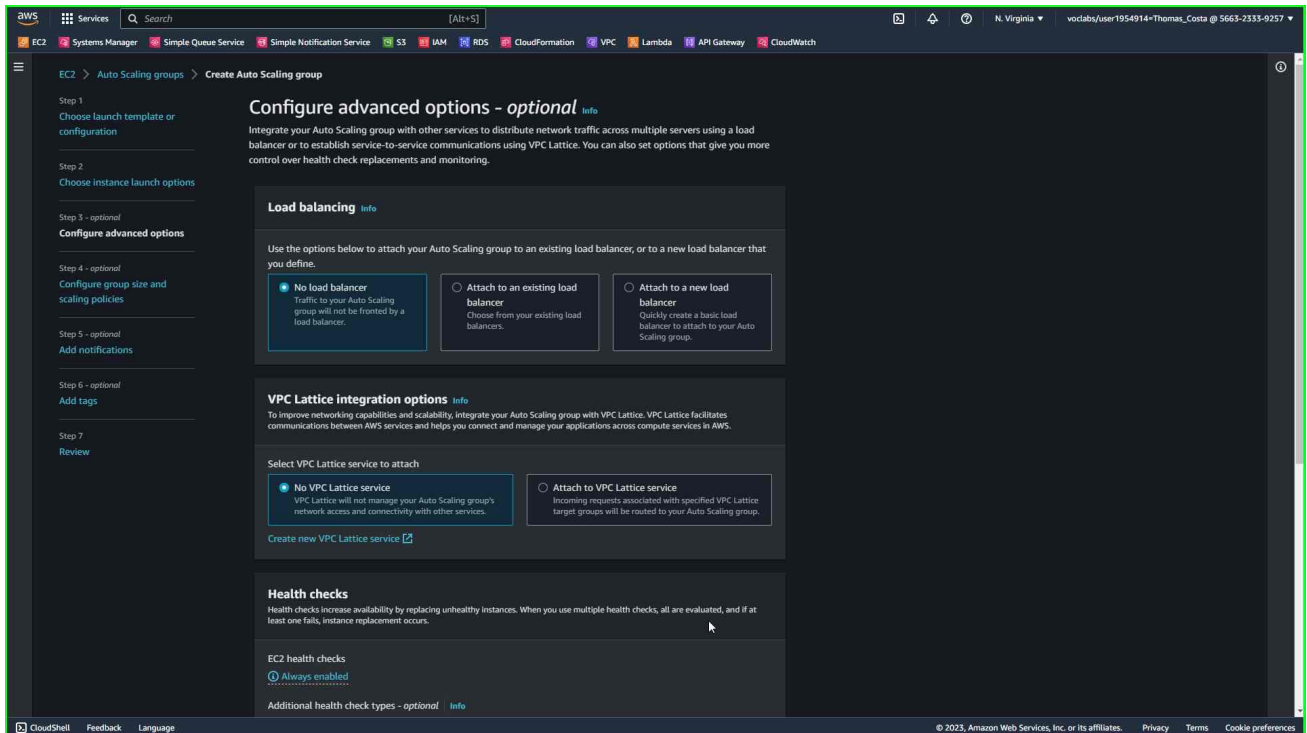 aws
Services
Search
[Alt+S]
N. Virginia
voclabs/user1954914=Thomas_Costa @ 5663-2333-9257
EC2
Systems Manager
Simple Queue Service
Simple Notification Service
S3
IAM
RDS
CloudFormation
VPC
Lambda
API Gateway
CloudWatch
EC2 > Auto Scaling groups > Create Auto Scaling group
Step 1
Choose launch template or
configuration
Step 2
Choose instance launch options
Step 3 - optional
Configure advanced options
Step 4 - optional
Configure group size and
scaling policies
Step 5 - optional
Add notifications
Step 6 - optional
Add tags
Step 7
Review
Configure advanced options - optional Info
Integrate your Auto Scaling group with other services to distribute network traffic across multiple servers using a load
balancer or to establish service-to-service communications using VPC Lattice. You can also set options that give you more
control over health check replacements and monitoring.
Load balancing Info
Use the options below to attach your Auto Scaling group to an existing load balancer, or to a new load balancer that
you define.
No load balancer
Traffic to your Auto Scaling
group will not be fronted by a
load balancer.
Attach to an existing load
balancer
Choose from your existing load
balancers.
Attach to a new load
balancer
Quickly create a basic load
balancer to attach to your Auto
Scaling group.
VPC Lattice integration options Info
To improve networking capabilities and scalability, integrate your Auto Scaling group with VPC Lattice. VPC Lattice facilitates
communications between AWS services and helps you connect and manage your applications across compute services in AWS.
Select VPC Lattice service to attach
No VPC Lattice service
VPC Lattice will not manage your Auto Scaling group's
network access and connectivity with other services.
Attach to VPC Lattice service
Incoming requests associated with specified VPC Lattice
target groups will be routed to your Auto Scaling group.
Create new VPC Lattice service
Health checks
Health checks increase availability by replacing unhealthy instances. When you use multiple health checks, all are evaluated, and if at
least one fails, instance replacement occurs.
EC2 health checks
Always enabled
Additional health check types - optional Info
CloudShell
Feedback
Language
© 2023, Amazon Web Services, Inc. or its affiliates.
Privacy
Terms
Cookie preferences